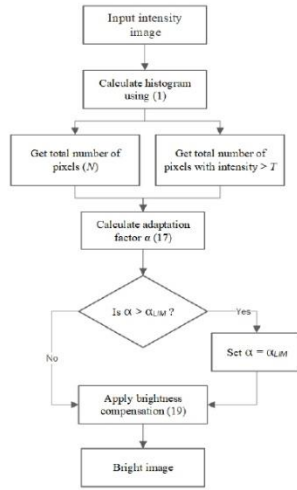 Input intensity
image
Calculate histogram
using (1)
Get total number of
pixels (N)
Get total number of
pixels with intensity > T
Calculate adaptation
factor α (17)
Is α > αLIM ?
Yes
No
Set α = αLIM
Apply brightness
compensation (19)
Bright image